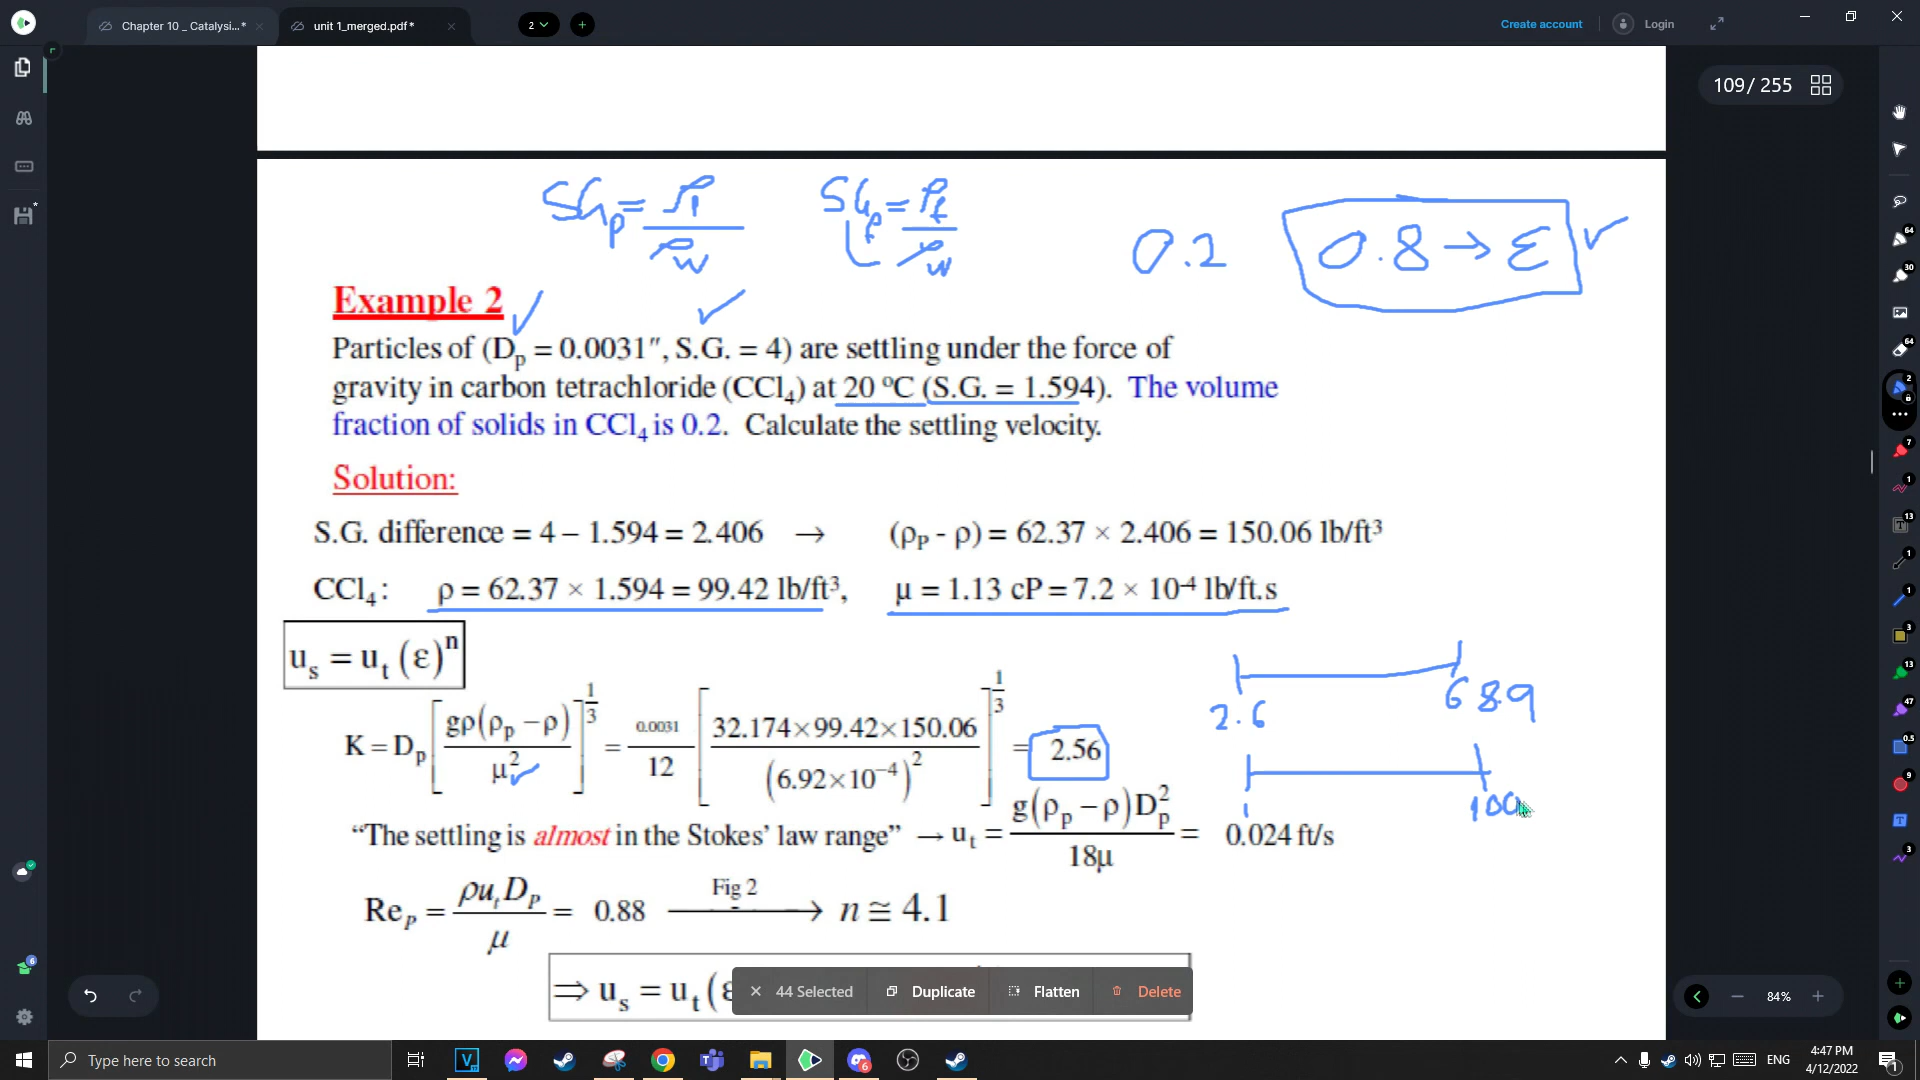 Chapter 10 _ Catalysi...*
unit 1_merged.pdf*
2
Create account
Login
109/ 255
SGp = ρp / ρw
SGf = ρf / ρw
0.2
0.8 → ε
Example 2
Particles of (Dp = 0.0031″, S.G. = 4) are settling under the force of
gravity in carbon tetrachloride (CCl4) at 20 ºC (S.G. = 1.594). The volume
fraction of solids in CCl4 is 0.2. Calculate the settling velocity.
Solution:
S.G. difference = 4 – 1.594 = 2.406 → (ρP - ρ) = 62.37 × 2.406 = 150.06 lb/ft³
CCl4: ρ = 62.37 × 1.594 = 99.42 lb/ft³, μ = 1.13 cP = 7.2 × 10⁻⁴ lb/ft.s
us = ut (ε)ⁿ
2.6 68.9
K = Dp [gρ(ρp − ρ) / μ²]^1/3 = 0.0031/12 [32.174×99.42×150.06 / (6.92×10⁻⁴)²]^1/3 = 2.56
1 100
“The settling is almost in the Stokes’ law range” → ut = g(ρp − ρ)Dp² / 18μ = 0.024 ft/s
ReP = ρutDP / μ = 0.88 Fig 2 → n ≅ 4.1
⇒ us = ut (ε
44 Selected
Duplicate
Flatten
Delete
84%
Type here to search
ENG
4:47 PM
4/12/2022